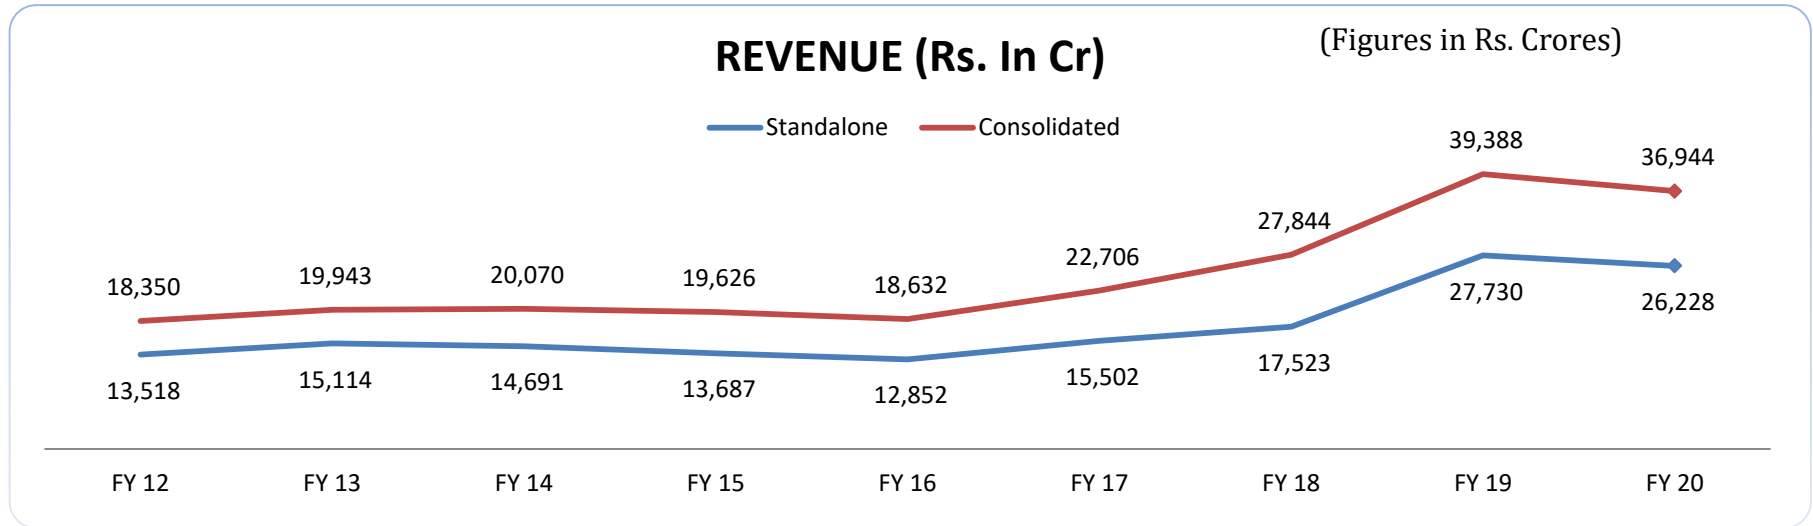 REVENUE (Rs. In Cr)
(Figures in Rs. Crores)
Standalone Consolidated
18,350 19,943 20,070 19,626 18,632 22,706 27,844 39,388 36,944
13,518 15,114 14,691 13,687 12,852 15,502 17,523 27,730 26,228
FY 12 FY 13 FY 14 FY 15 FY 16 FY 17 FY 18 FY 19 FY 20